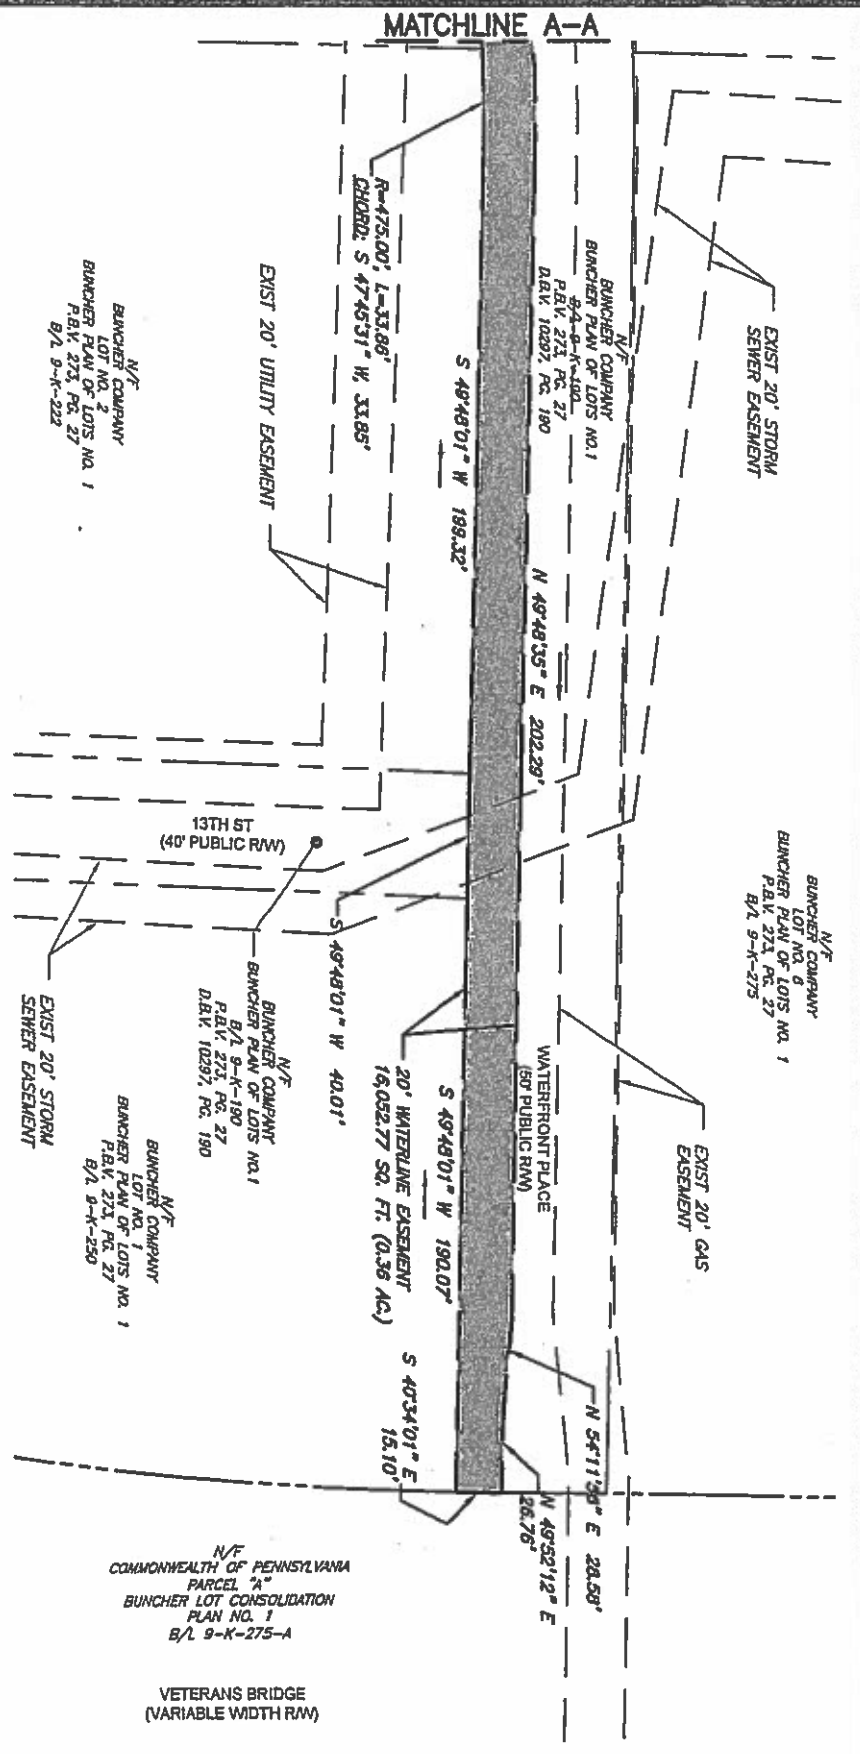 MATCHLINE A-A
R=475.00', L=33.86'
CHORD: S 47°45'31" W, 33.85'
EXIST 20' UTILITY EASEMENT
N/F
BUNCHER COMPANY
LOT NO. 2
BUNCHER PLAN OF LOTS NO. 1
P.B.V. 273, PG. 27
B/L 9-K-222
N/F
BUNCHER COMPANY
BUNCHER PLAN OF LOTS NO.1
B/L 9-K-190
P.B.V. 273, PG. 27
D.B.V. 10297, PG. 190
EXIST 20' STORM
SEWER EASEMENT
S 49°48'01" W 199.32'
N 49°48'35" E 202.29'
13TH ST
(40' PUBLIC R/W)
S 49°48'01" W 40.01'
N/F
BUNCHER COMPANY
BUNCHER PLAN OF LOTS NO.1
B/L 9-K-190
P.B.V. 273, PG. 27
D.B.V. 10297, PG. 190
EXIST 20' STORM
SEWER EASEMENT
N/F
BUNCHER COMPANY
LOT NO. 6
BUNCHER PLAN OF LOTS NO. 1
P.B.V. 273, PG. 27
B/L 9-K-275
WATERFRONT PLACE
(50' PUBLIC R/W)
EXIST 20' GAS
EASEMENT
S 49°48'01" W 190.07'
20' WATERLINE EASEMENT
16,052.77 SQ. FT. (0.36 AC.)
N/F
BUNCHER COMPANY
LOT NO. 1
BUNCHER PLAN OF LOTS NO. 1
P.B.V. 273, PG. 27
B/L 9-K-250
S 40°34'01" E
15.10'
N 54°11'56" E 28.58'
N 49°52'12" E
26.76'
N/F
COMMONWEALTH OF PENNSYLVANIA
PARCEL "A"
BUNCHER LOT CONSOLIDATION
PLAN NO. 1
B/L 9-K-275-A
VETERANS BRIDGE
(VARIABLE WIDTH R/W)